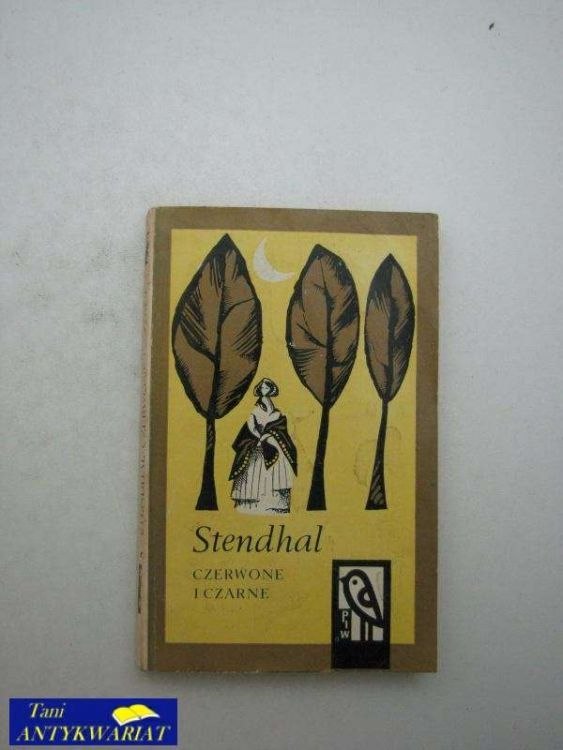 Stendhal
CZERWONE
I CZARNE
PIW
Tani
ANTYKWARIAT